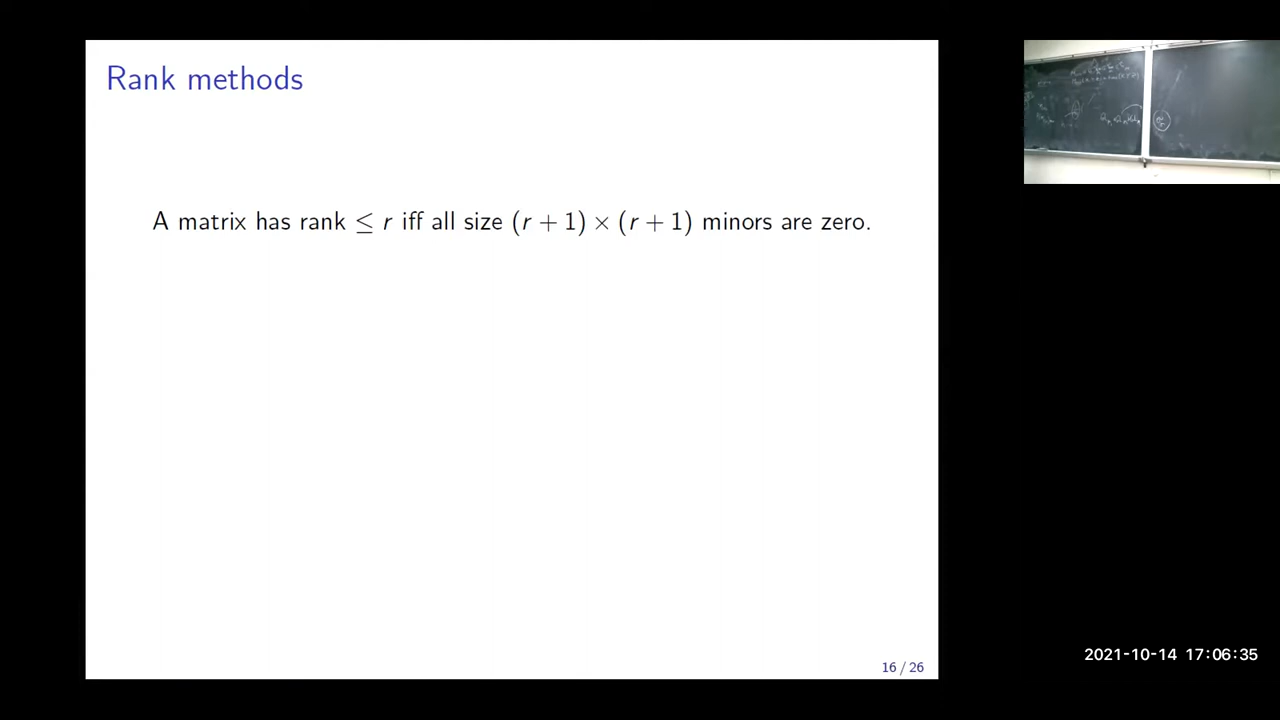 Rank methods
A matrix has rank ≤ r iff all size (r + 1) × (r + 1) minors are zero.
16 / 26
2021-10-14 17:06:35